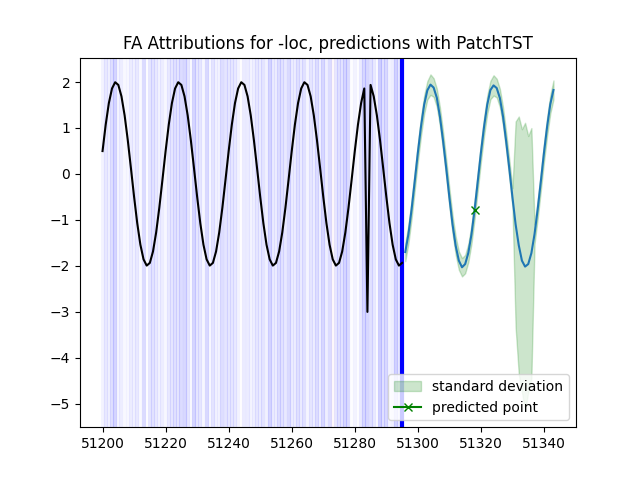 FA Attributions for -loc, predictions with PatchTST
2
1
0
−1
−2
−3
−4
−5
standard deviation
predicted point
51200 51220 51240 51260 51280 51300 51320 51340